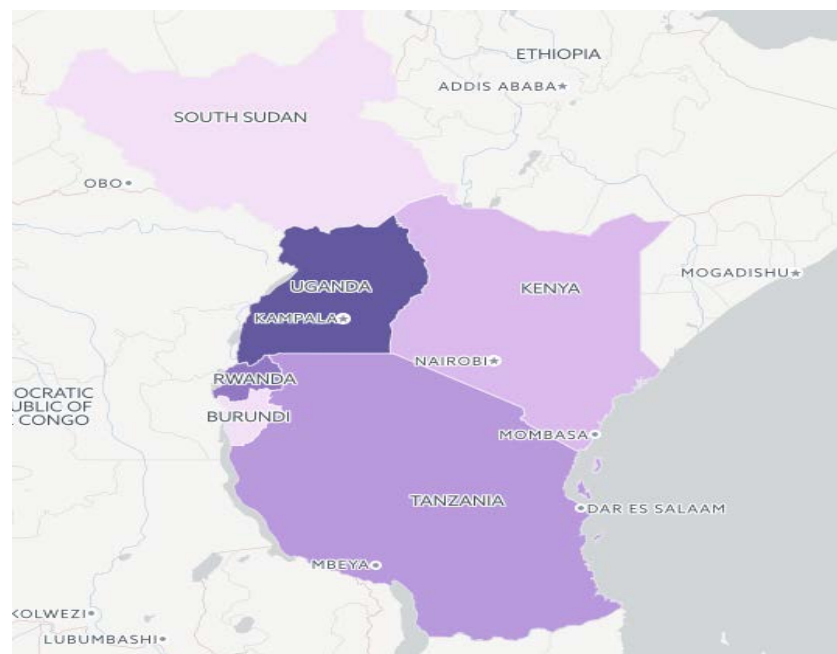 ETHIOPIA
ADDIS ABABA
SOUTH SUDAN
OBO
UGANDA
KENYA
MOGADISHU
KAMPALA
NAIROBI
RWANDA
OCRATIC
UBLIC OF
CONGO
BURUNDI
MOMBASA
TANZANIA
DAR ES SALAAM
MBEYA
KOLWEZI
LUBUMBASHI